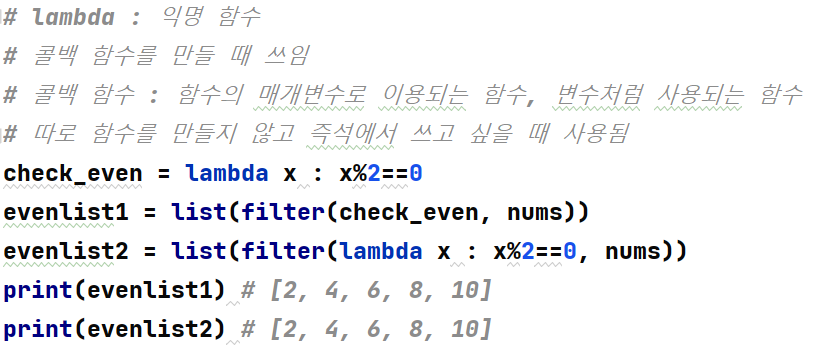 # lambda : 익명 함수
# 콜백 함수를 만들 때 쓰임
# 콜백 함수 : 함수의 매개변수로 이용되는 함수, 변수처럼 사용되는 함수
# 따로 함수를 만들지 않고 즉석에서 쓰고 싶을 때 사용됨
check_even = lambda x : x%2==0
evenlist1 = list(filter(check_even, nums))
evenlist2 = list(filter(lambda x : x%2==0, nums))
print(evenlist1) # [2, 4, 6, 8, 10]
print(evenlist2) # [2, 4, 6, 8, 10]